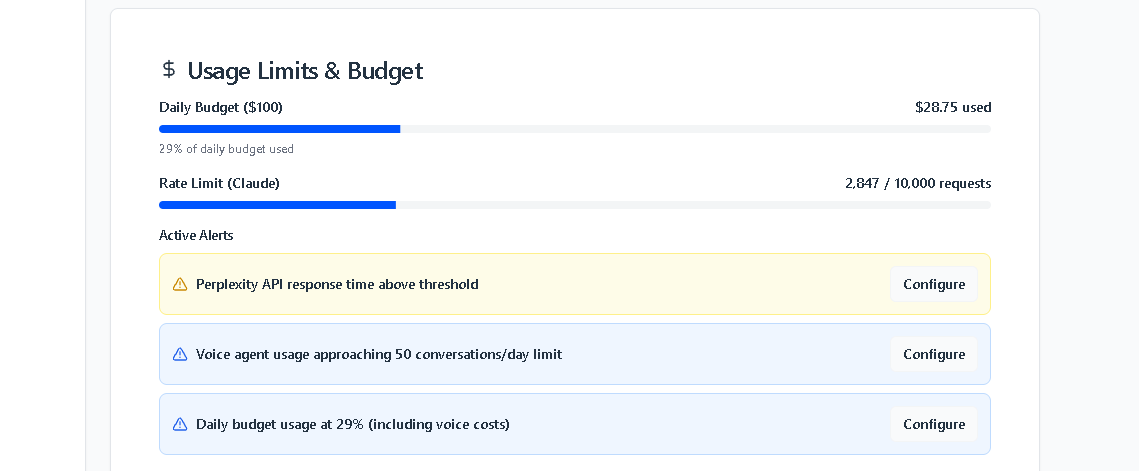 $ Usage Limits & Budget
Daily Budget ($100)
$28.75 used
29% of daily budget used
Rate Limit (Claude)
2,847 / 10,000 requests
Active Alerts
Perplexity API response time above threshold
Configure
Voice agent usage approaching 50 conversations/day limit
Configure
Daily budget usage at 29% (including voice costs)
Configure